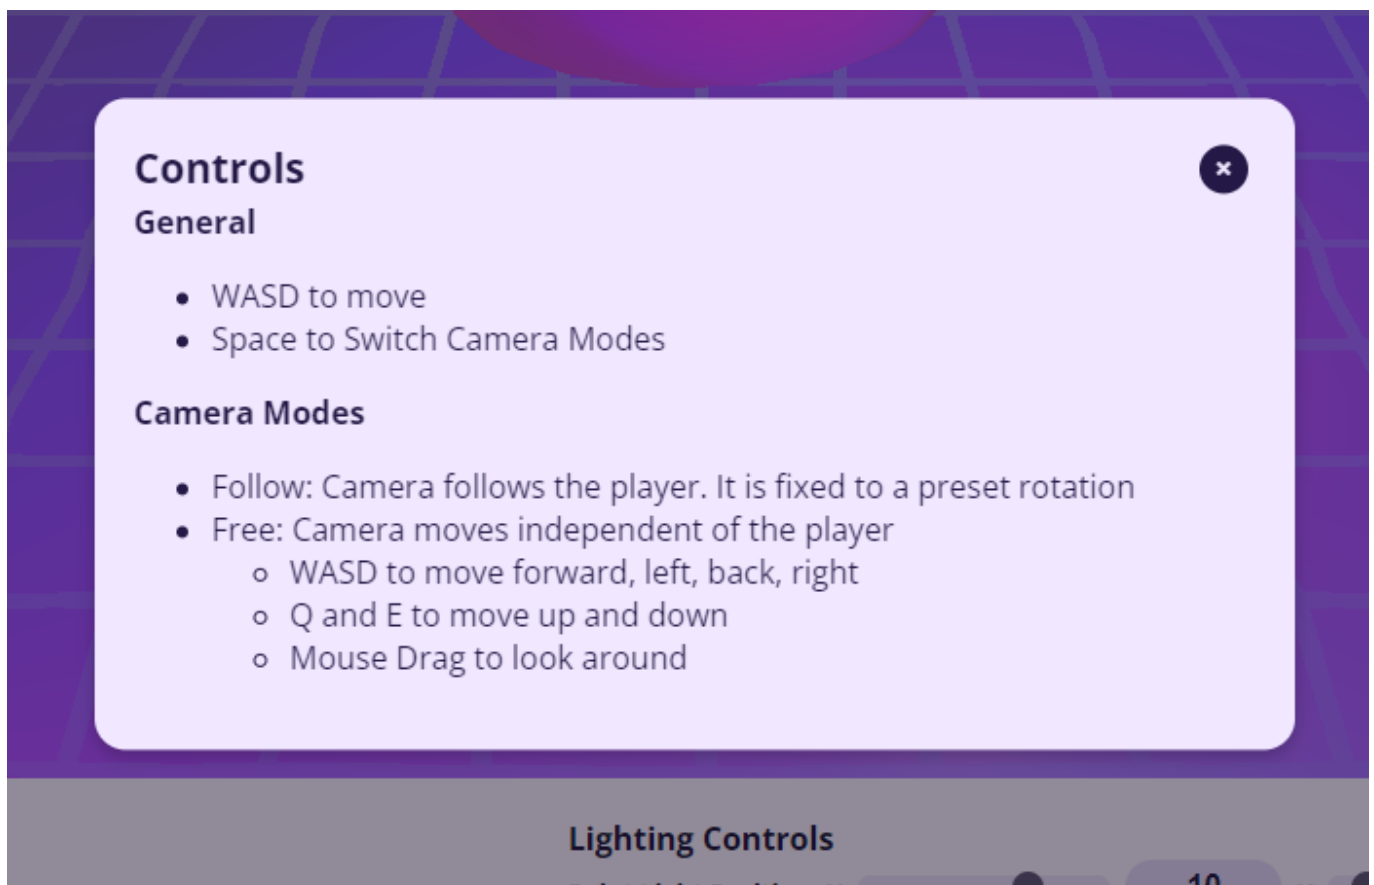 Controls
General
WASD to move
Space to Switch Camera Modes
Camera Modes
Follow: Camera follows the player. It is fixed to a preset rotation
Free: Camera moves independent of the player
WASD to move forward, left, back, right
Q and E to move up and down
Mouse Drag to look around
Lighting Controls
10